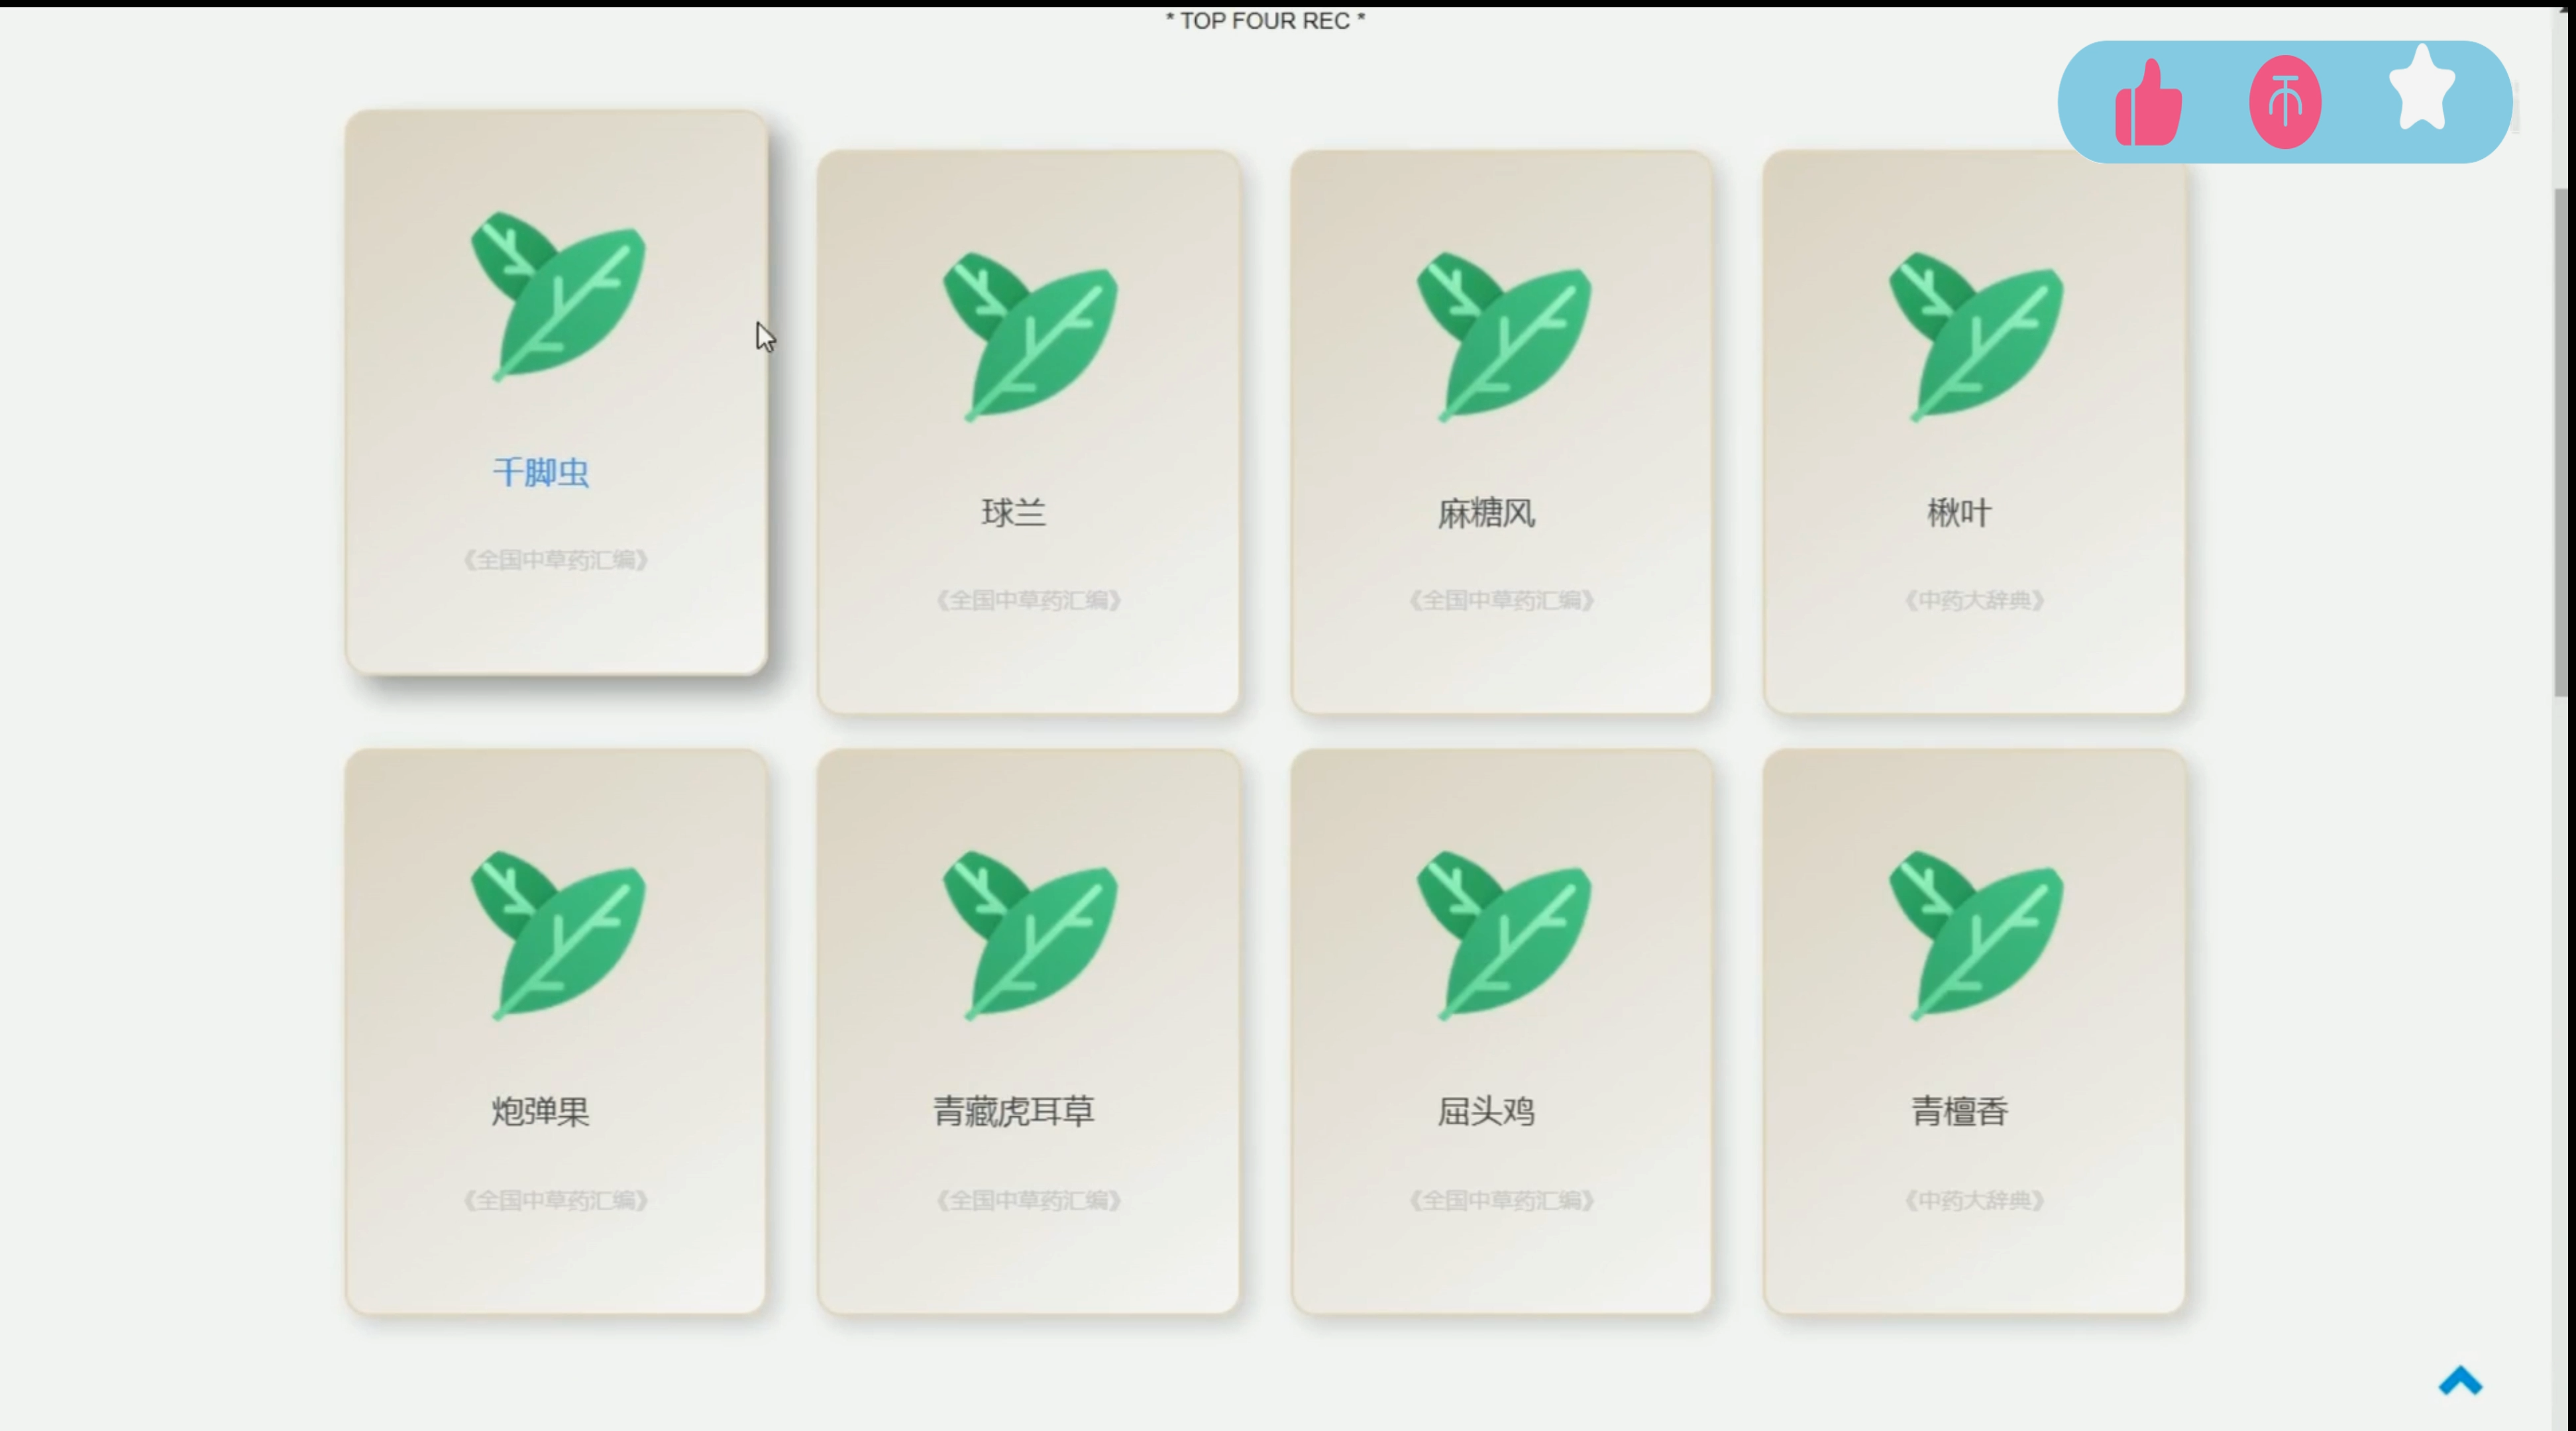 * TOP FOUR REC *
千脚虫
《全国中草药汇编》
球兰
《全国中草药汇编》
麻糖风
《全国中草药汇编》
楸叶
《中药大辞典》
炮弹果
《全国中草药汇编》
青藏虎耳草
《全国中草药汇编》
屈头鸡
《全国中草药汇编》
青檀香
《中药大辞典》